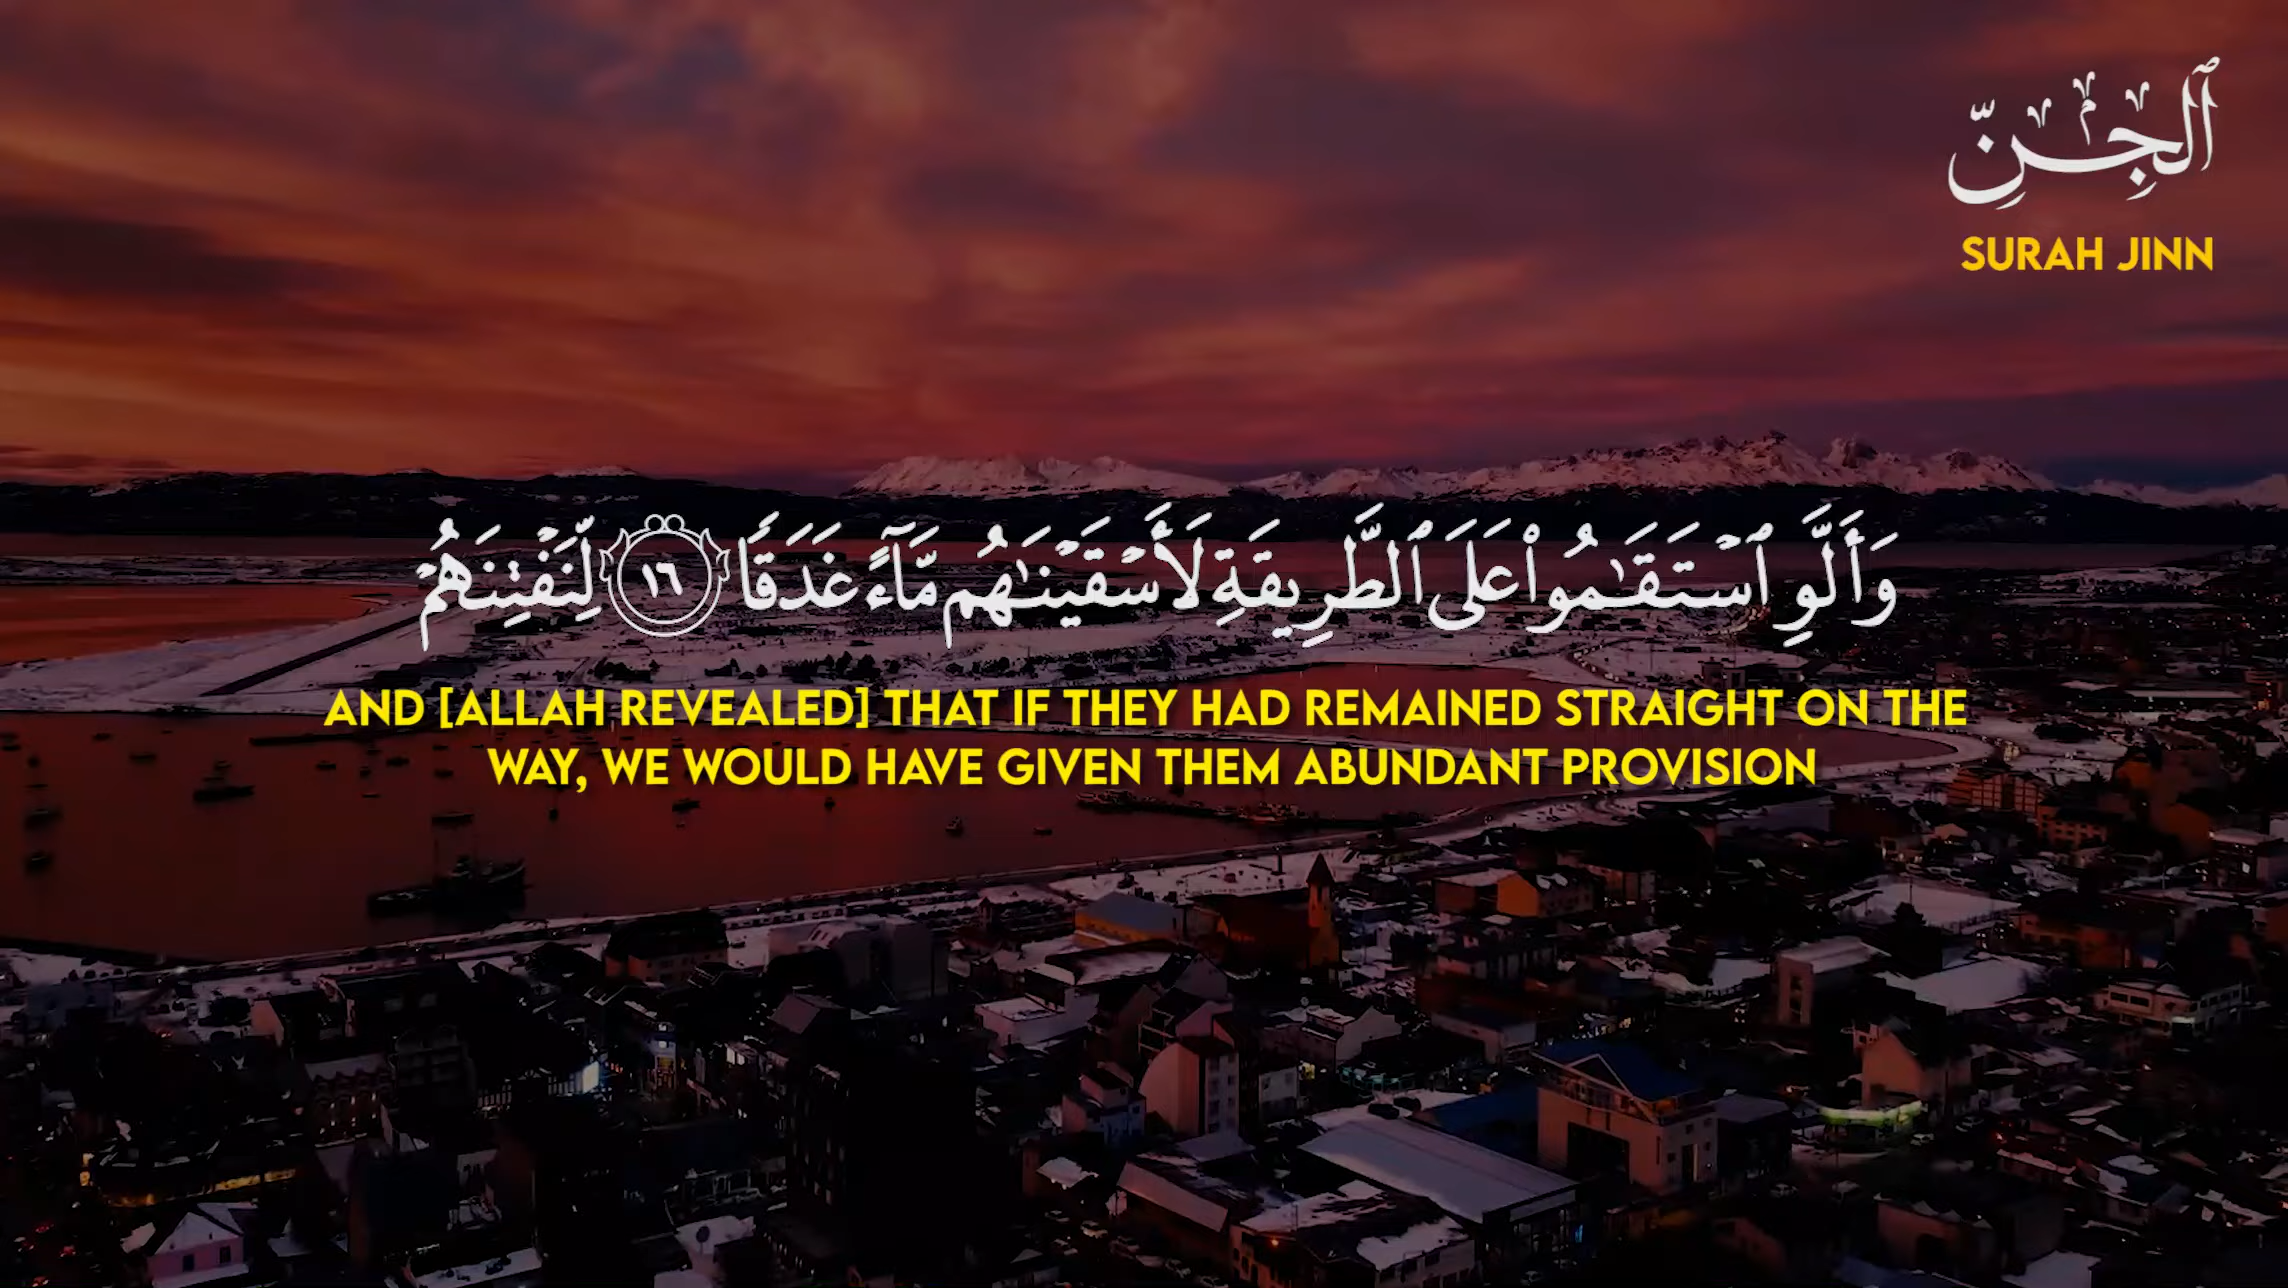 ٱلْجِنّ
SURAH JINN
وَأَلَّوِ ٱسۡتَقَٰمُوا۟ عَلَى ٱلطَّرِيقَةِ لَأَسۡقَيۡنَٰهُم مَّآءً غَدَقًا ١٦ لِّنَفۡتِنَهُمۡ
AND [ALLAH REVEALED] THAT IF THEY HAD REMAINED STRAIGHT ON THE
WAY, WE WOULD HAVE GIVEN THEM ABUNDANT PROVISION